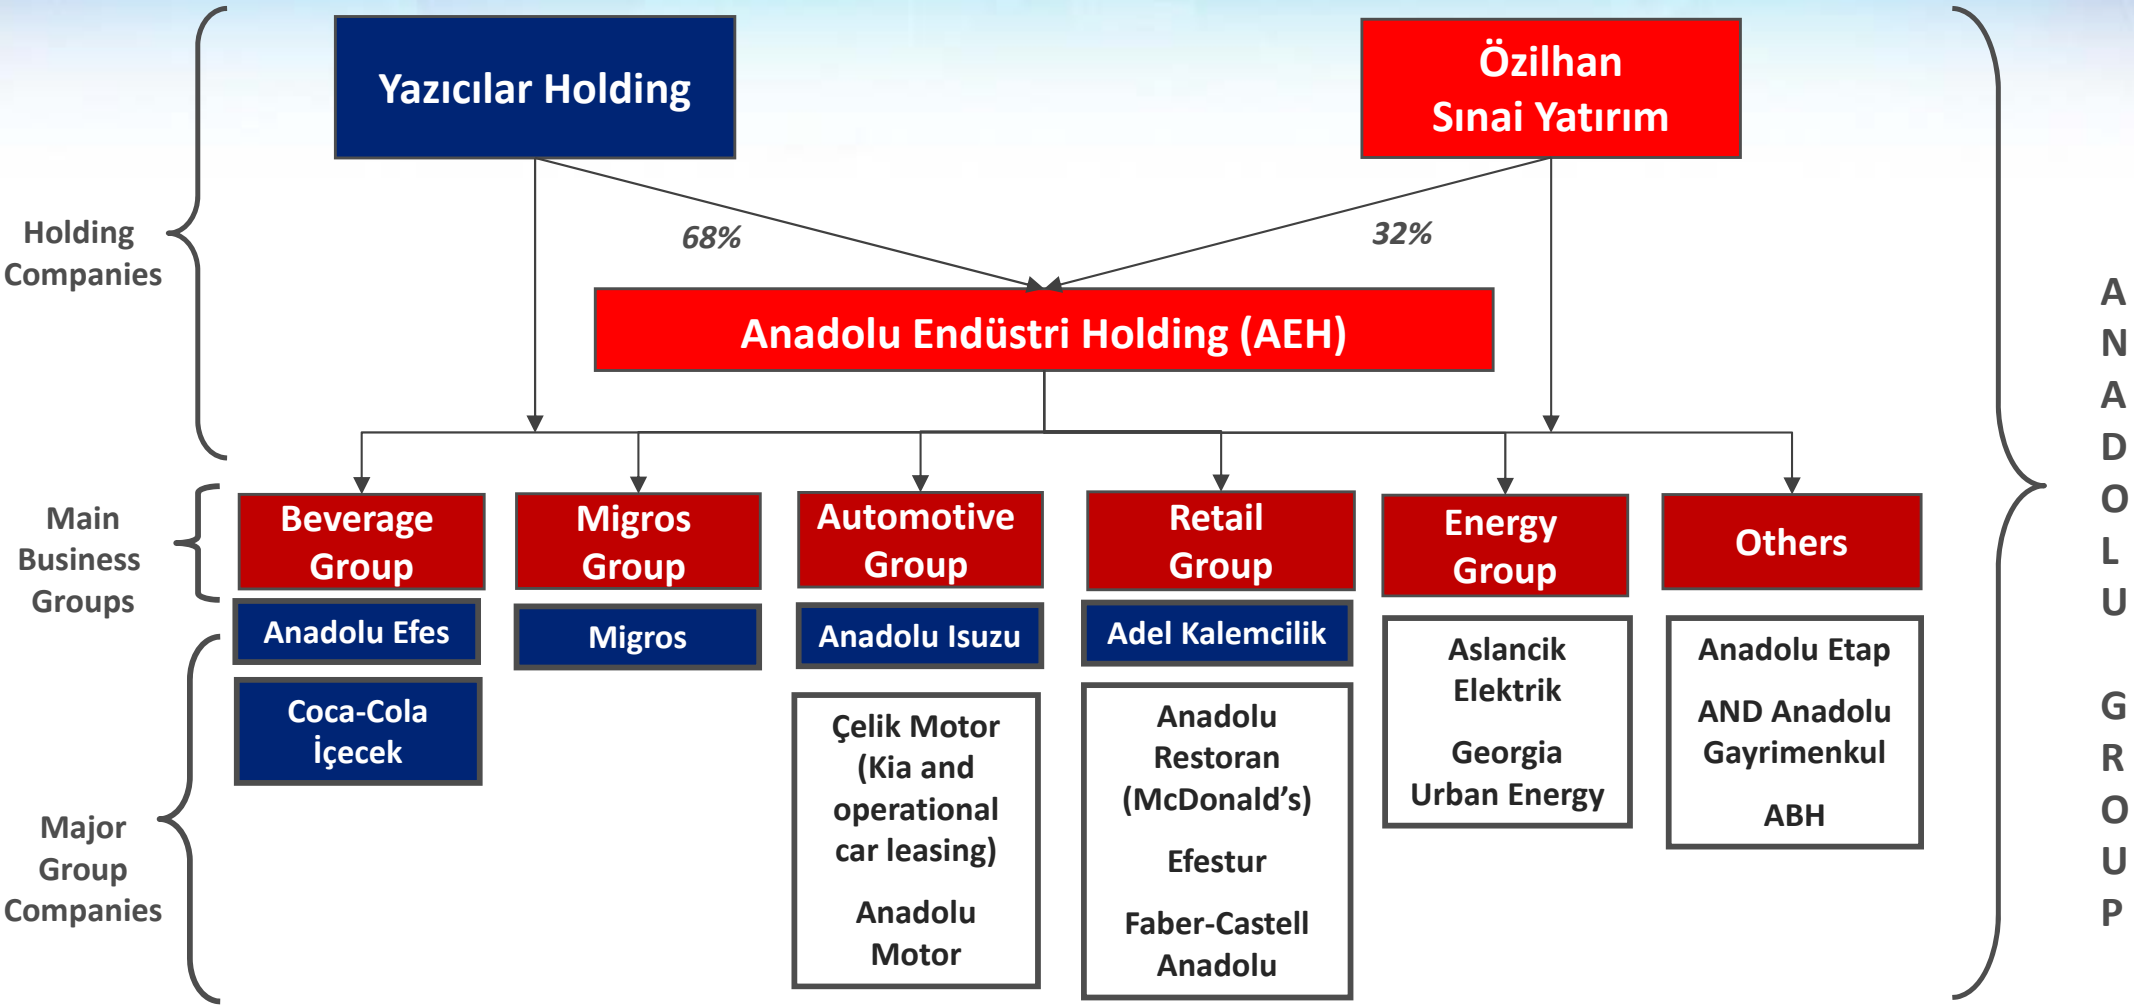 Yazıcılar Holding
Özilhan
Sınai Yatırım
Holding
Companies
68%
32%
Anadolu Endüstri Holding (AEH)
Main
Business
Groups
Beverage
Group
Migros
Group
Automotive
Group
Retail
Group
Energy
Group
Others
Major
Group
Companies
Anadolu Efes
Coca-Cola
İçecek
Migros
Anadolu Isuzu
Çelik Motor
(Kia and
operational
car leasing)
Anadolu
Motor
Adel Kalemcilik
Anadolu
Restoran
(McDonald’s)
Efestur
Faber-Castell
Anadolu
Aslancik
Elektrik
Georgia
Urban Energy
Anadolu Etap
AND Anadolu
Gayrimenkul
ABH
A
N
A
D
O
L
U
G
R
O
U
P